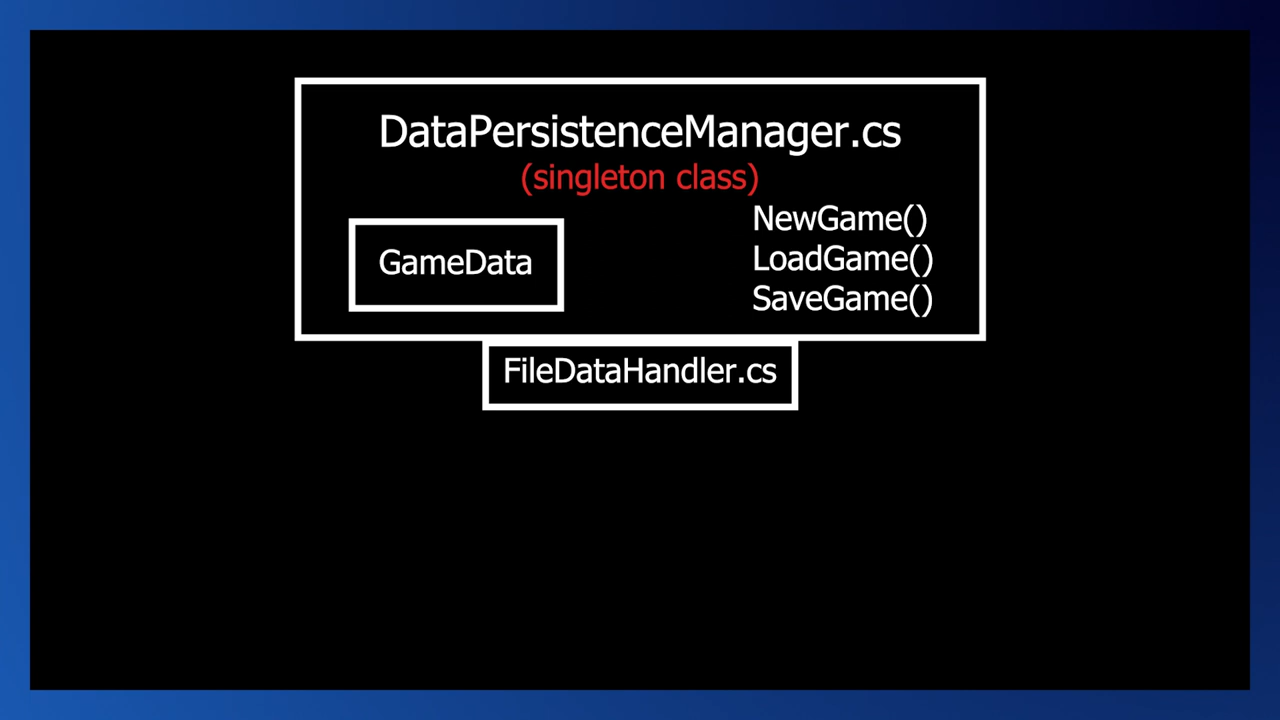 DataPersistenceManager.cs
(singleton class)
GameData
NewGame()
LoadGame()
SaveGame()
FileDataHandler.cs